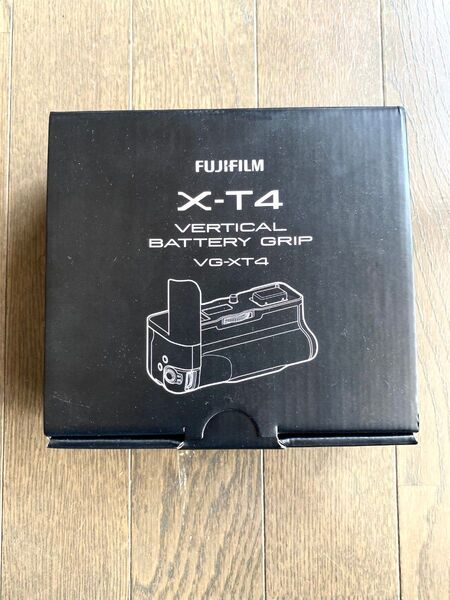 FUJIFILM
X-T4
VERTICAL
BATTERY GRIP
VG-XT4